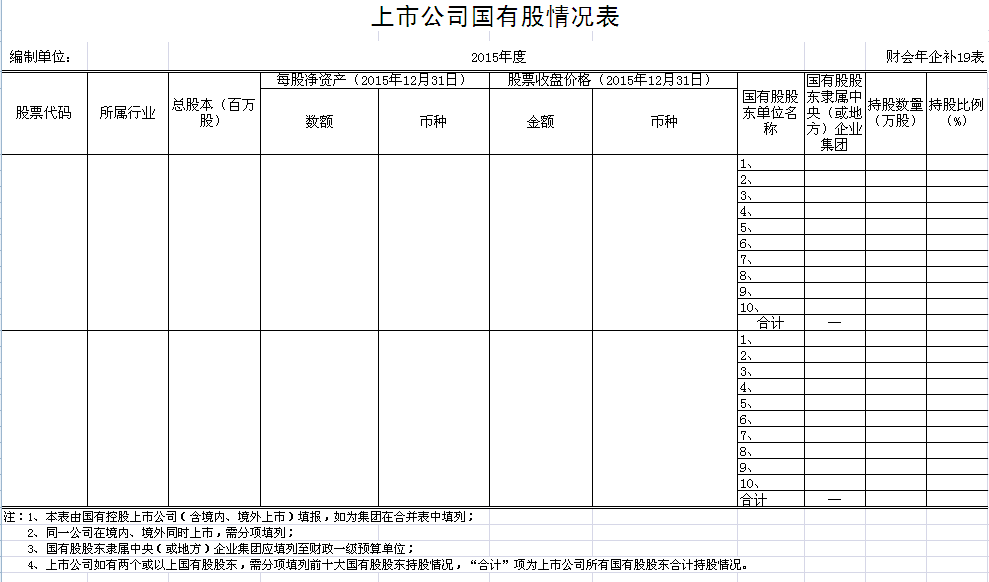 上市公司国有股情况表
编制单位： 2015年度 财会年企补19表
股票代码 所属行业 总股本（百万股） 每股净资产（2015年12月31日） 股票收盘价格（2015年12月31日） 国有股股东单位名称 国有股股东隶属中央（或地方）企业集团 持股数量（万股） 持股比例（%）
数额 币种 金额 币种
1、
2、
3、
4、
5、
6、
7、
8、
9、
10、
合计 —
1、
2、
3、
4、
5、
6、
7、
8、
9、
10、
合计 —
注：1、本表由国有控股上市公司（含境内、境外上市）填报，如为集团在合并表中填列；
2、同一公司在境内、境外同时上市，需分项填列；
3、国有股股东隶属中央（或地方）企业集团应填列至财政一级预算单位；
4、上市公司如有两个或以上国有股股东，需分项填列前十大国有股股东持股情况，“合计”项为上市公司所有国有股股东合计持股情况。